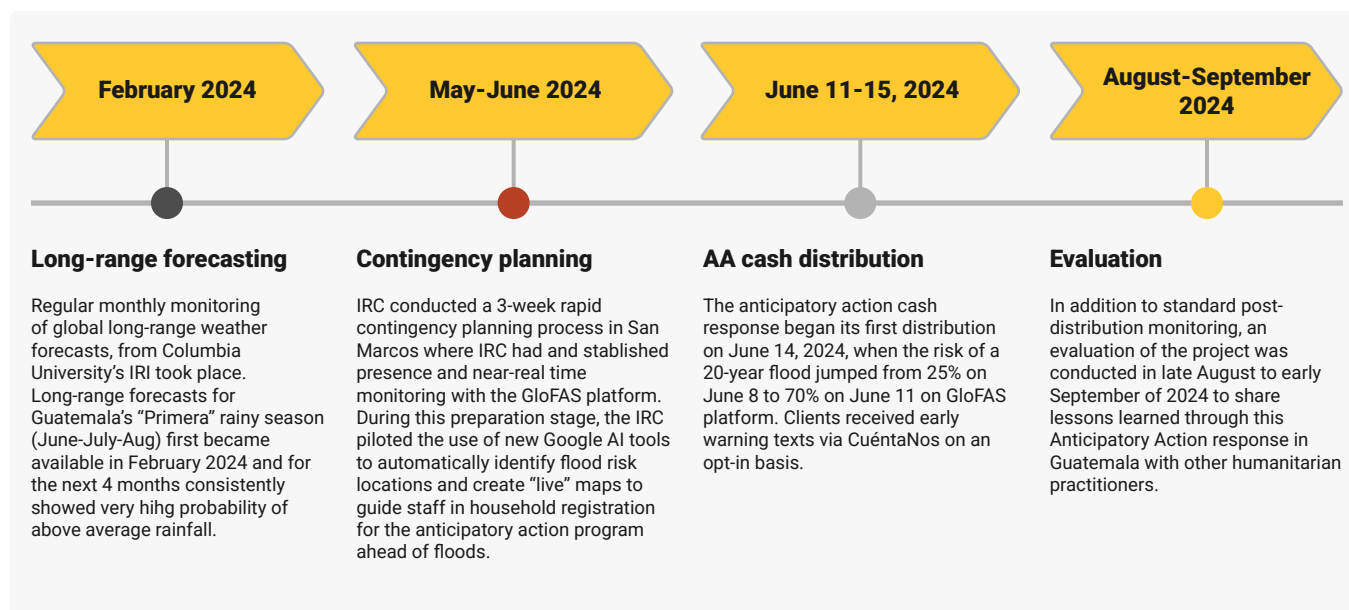 February 2024
May-June 2024
June 11-15, 2024
August-September
2024
Long-range forecasting
Regular monthly monitoring
of global long-range weather
forecasts, from Columbia
University's IRI took place.
Long-range forecasts for
Guatemala's “Primera” rainy season
(June-July-Aug) first became
available in February 2024 and for
the next 4 months consistently
showed very hihg probability of
above average rainfall.
Contingency planning
IRC conducted a 3-week rapid
contingency planning process in San
Marcos where IRC had and stablished
presence and near-real time
monitoring with the GloFAS platform.
During this preparation stage, the IRC
piloted the use of new Google AI tools
to automatically identify flood risk
locations and create “live” maps to
guide staff in household registration
for the anticipatory action program
ahead of floods.
AA cash distribution
The anticipatory action cash
response began its first distribution
on June 14, 2024, when the risk of a
20-year flood jumped from 25% on
June 8 to 70% on June 11 on GloFAS
platform. Clients received early
warning texts via CuéntaNos on an
opt-in basis.
Evaluation
In addition to standard post-
distribution monitoring, an
evaluation of the project was
conducted in late August to early
September of 2024 to share
lessons learned through this
Anticipatory Action response in
Guatemala with other humanitarian
practitioners.